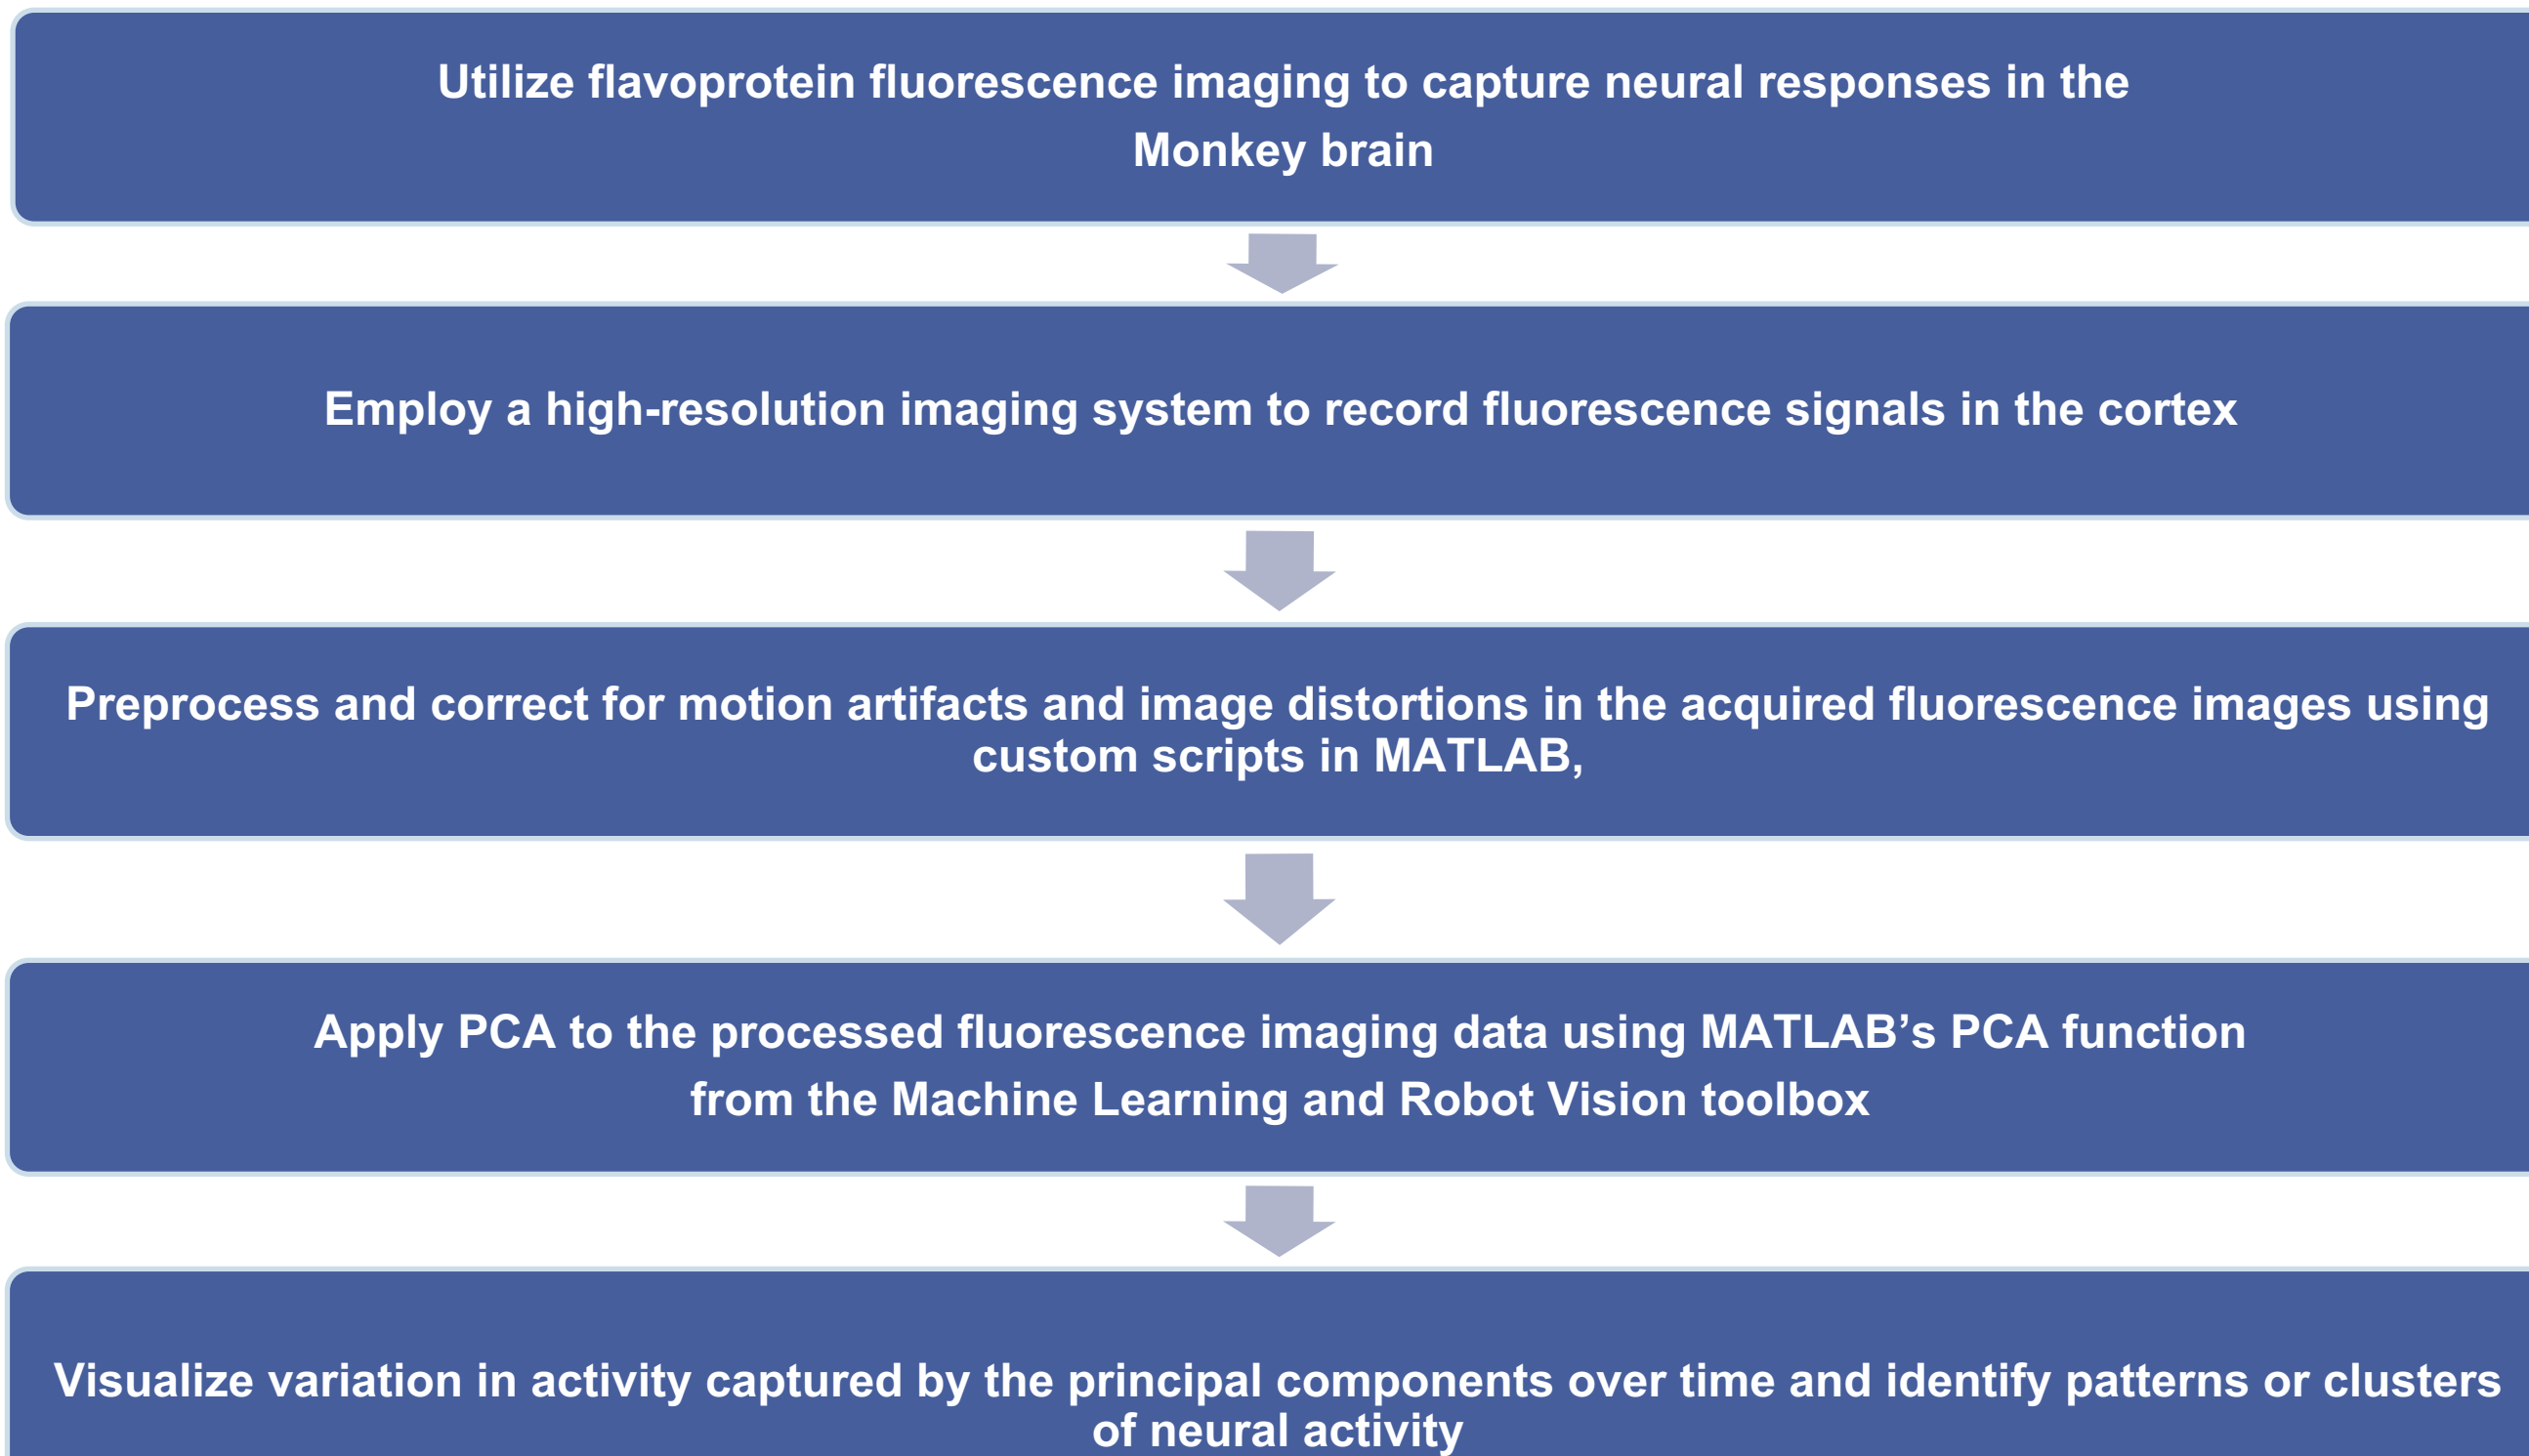 Utilize flavoprotein fluorescence imaging to capture neural responses in the
Monkey brain
Employ a high-resolution imaging system to record fluorescence signals in the cortex
Preprocess and correct for motion artifacts and image distortions in the acquired fluorescence images using
custom scripts in MATLAB,
Apply PCA to the processed fluorescence imaging data using MATLAB’s PCA function
from the Machine Learning and Robot Vision toolbox
Visualize variation in activity captured by the principal components over time and identify patterns or clusters
of neural activity